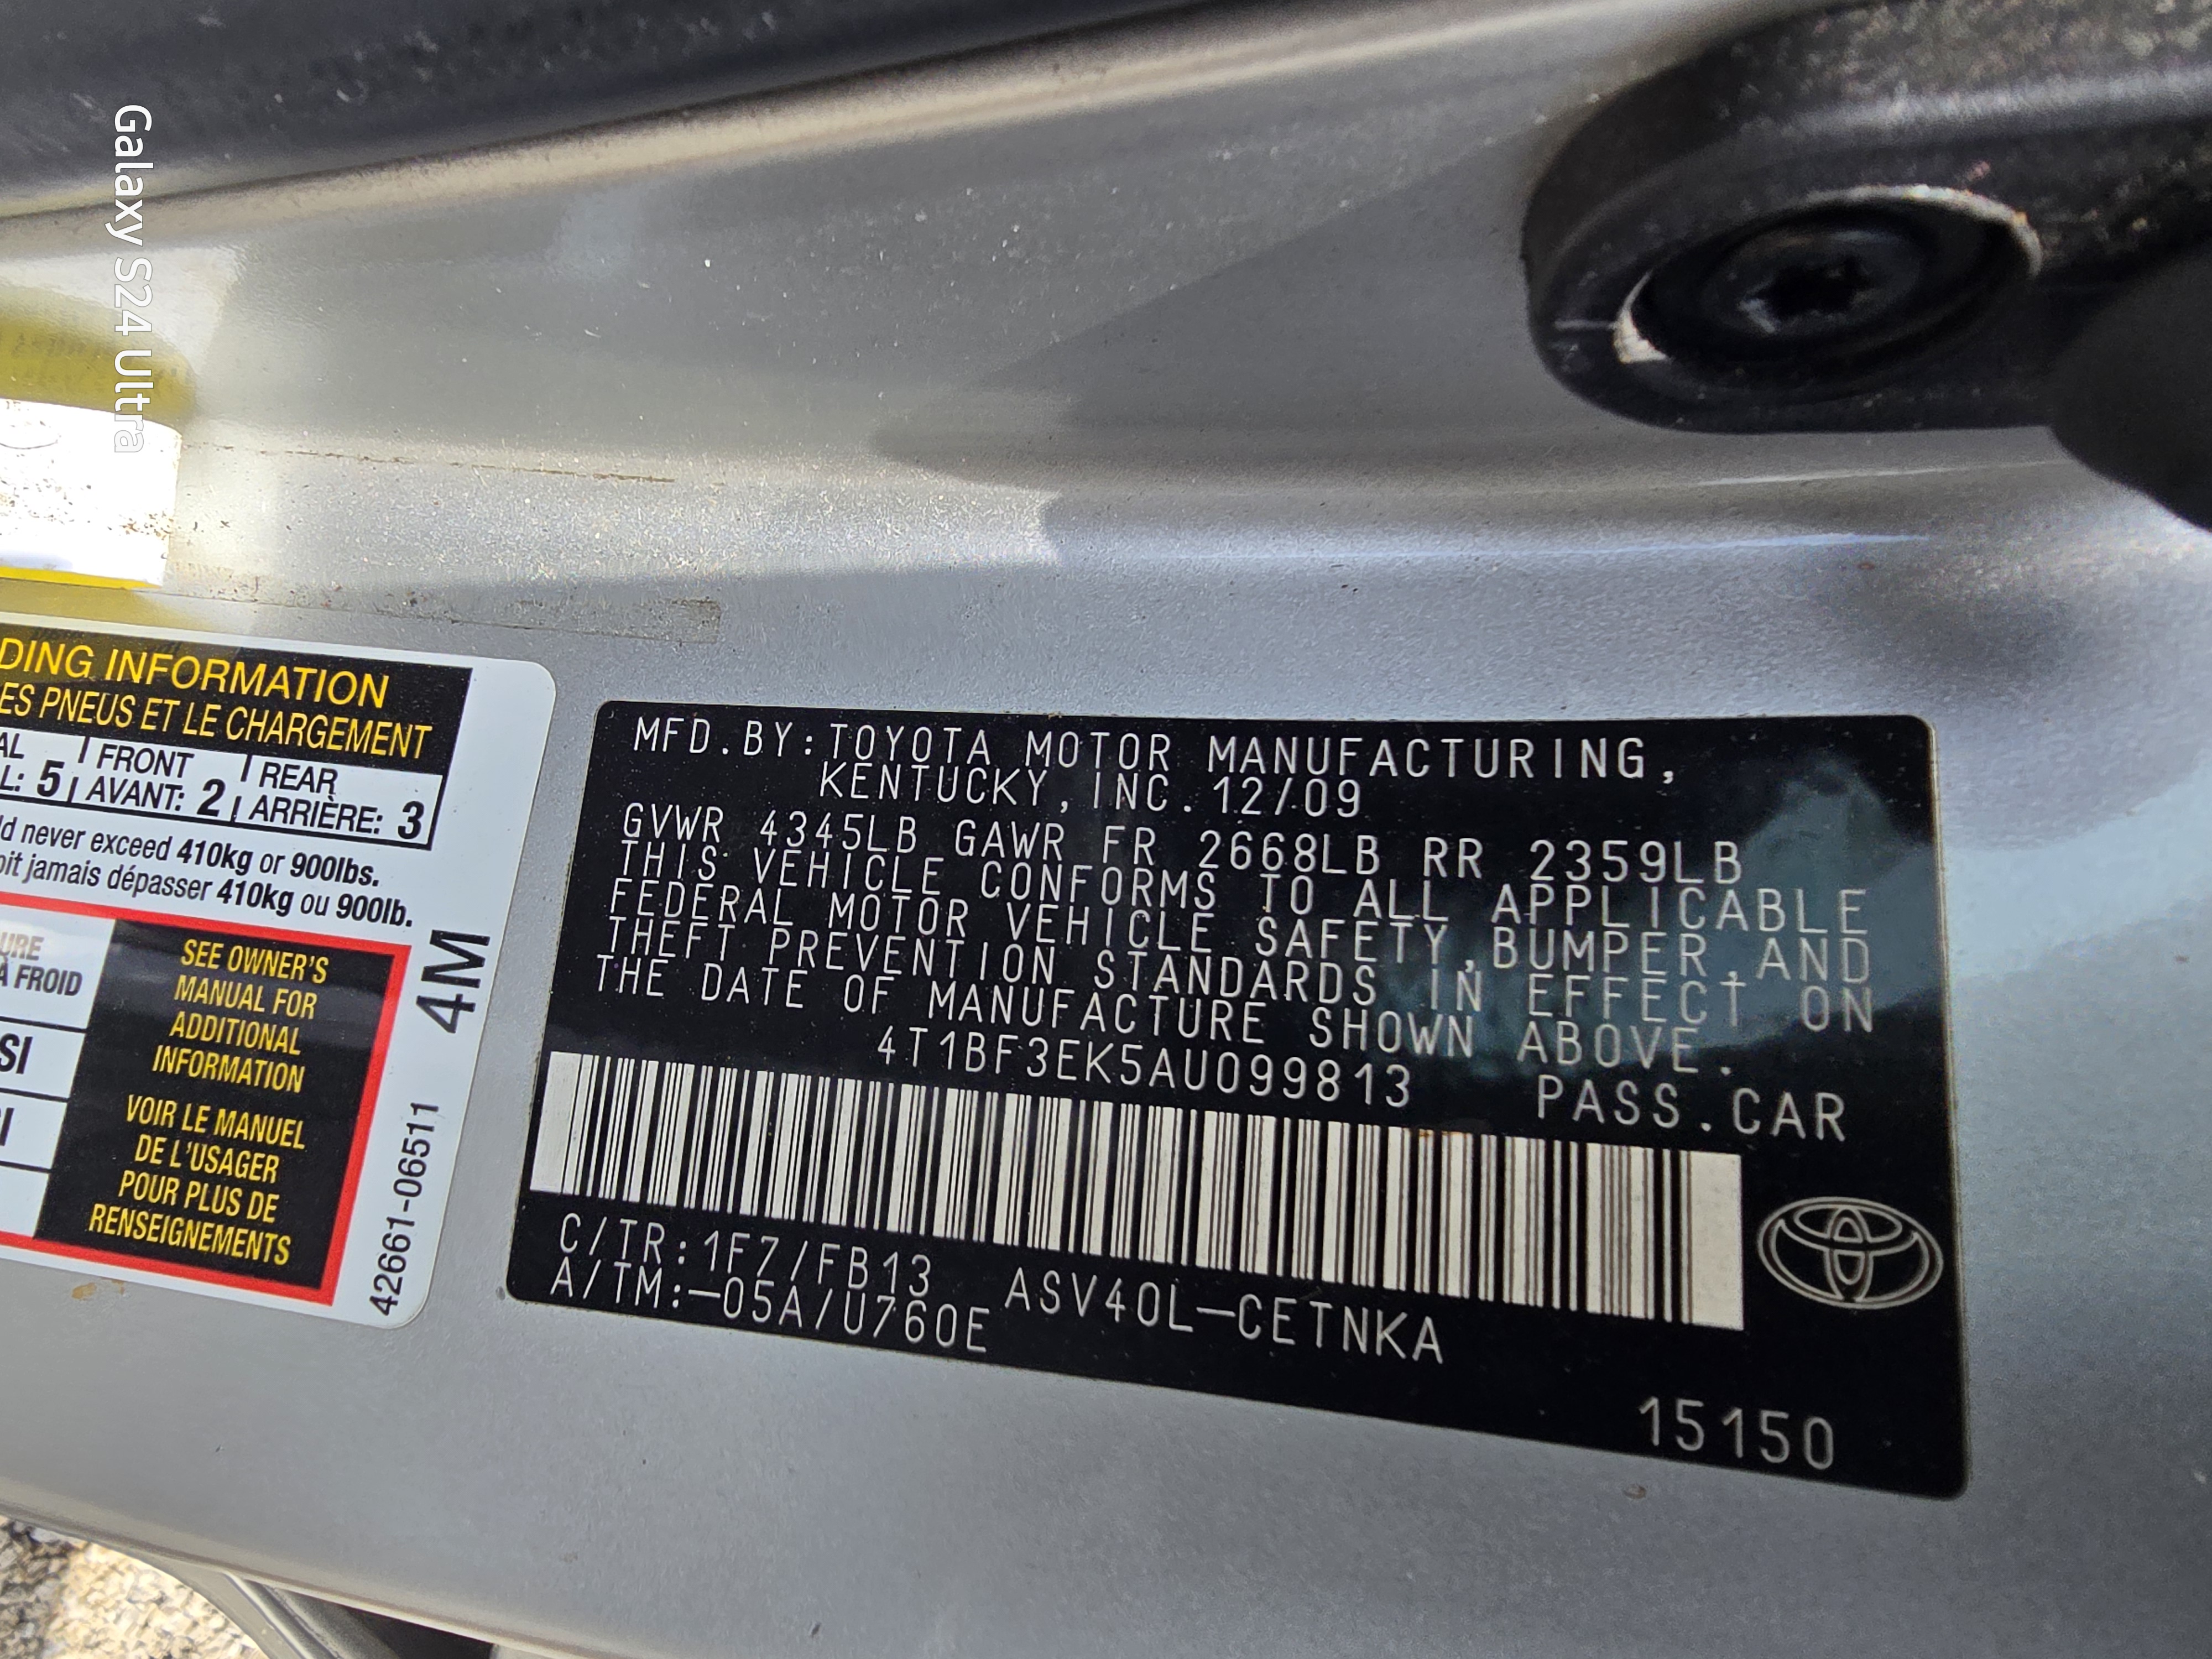 Galaxy S24 Ultra
DING INFORMATION
ES PNEUS ET LE CHARGEMENT
AL | FRONT | REAR
L: 5 | AVANT: 2 | ARRIÈRE: 3
ld never exceed 410kg or 900lbs.
oit jamais dépasser 410kg ou 900lb.
URE
À FROID
SI
SEE OWNER'S
MANUAL FOR
ADDITIONAL
INFORMATION
VOIR LE MANUEL
DE L'USAGER
POUR PLUS DE
RENSEIGNEMENTS
4M
42661-06511
MFD.BY:TOYOTA MOTOR MANUFACTURING,
KENTUCKY,INC.12/09
GVWR 4345LB GAWR FR 2668LB RR 2359LB
THIS VEHICLE CONFORMS TO ALL APPLICABLE
FEDERAL MOTOR VEHICLE SAFETY,BUMPER,AND
THEFT PREVENTION STANDARDS IN EFFECT ON
THE DATE OF MANUFACTURE SHOWN ABOVE.
4T1BF3EK5AU099813 PASS.CAR
C/TR:1F7/FB13 ASV40L-CETNKA
A/TM:-05A/U760E
15150